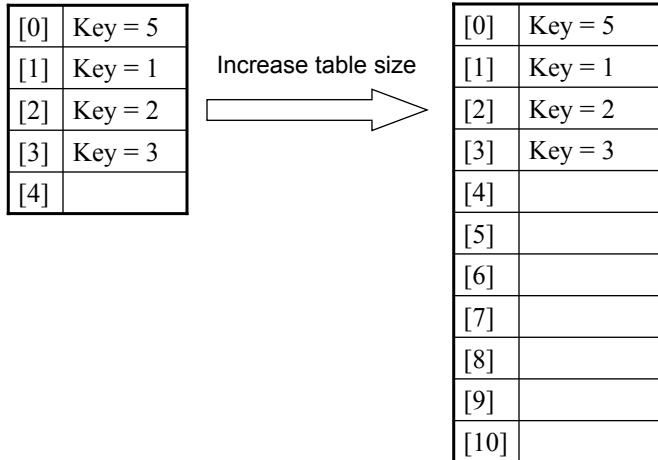 [0] Key = 5
[1] Key = 1
[2] Key = 2
[3] Key = 3
[4]
Increase table size
[0] Key = 5
[1] Key = 1
[2] Key = 2
[3] Key = 3
[4]
[5]
[6]
[7]
[8]
[9]
[10]